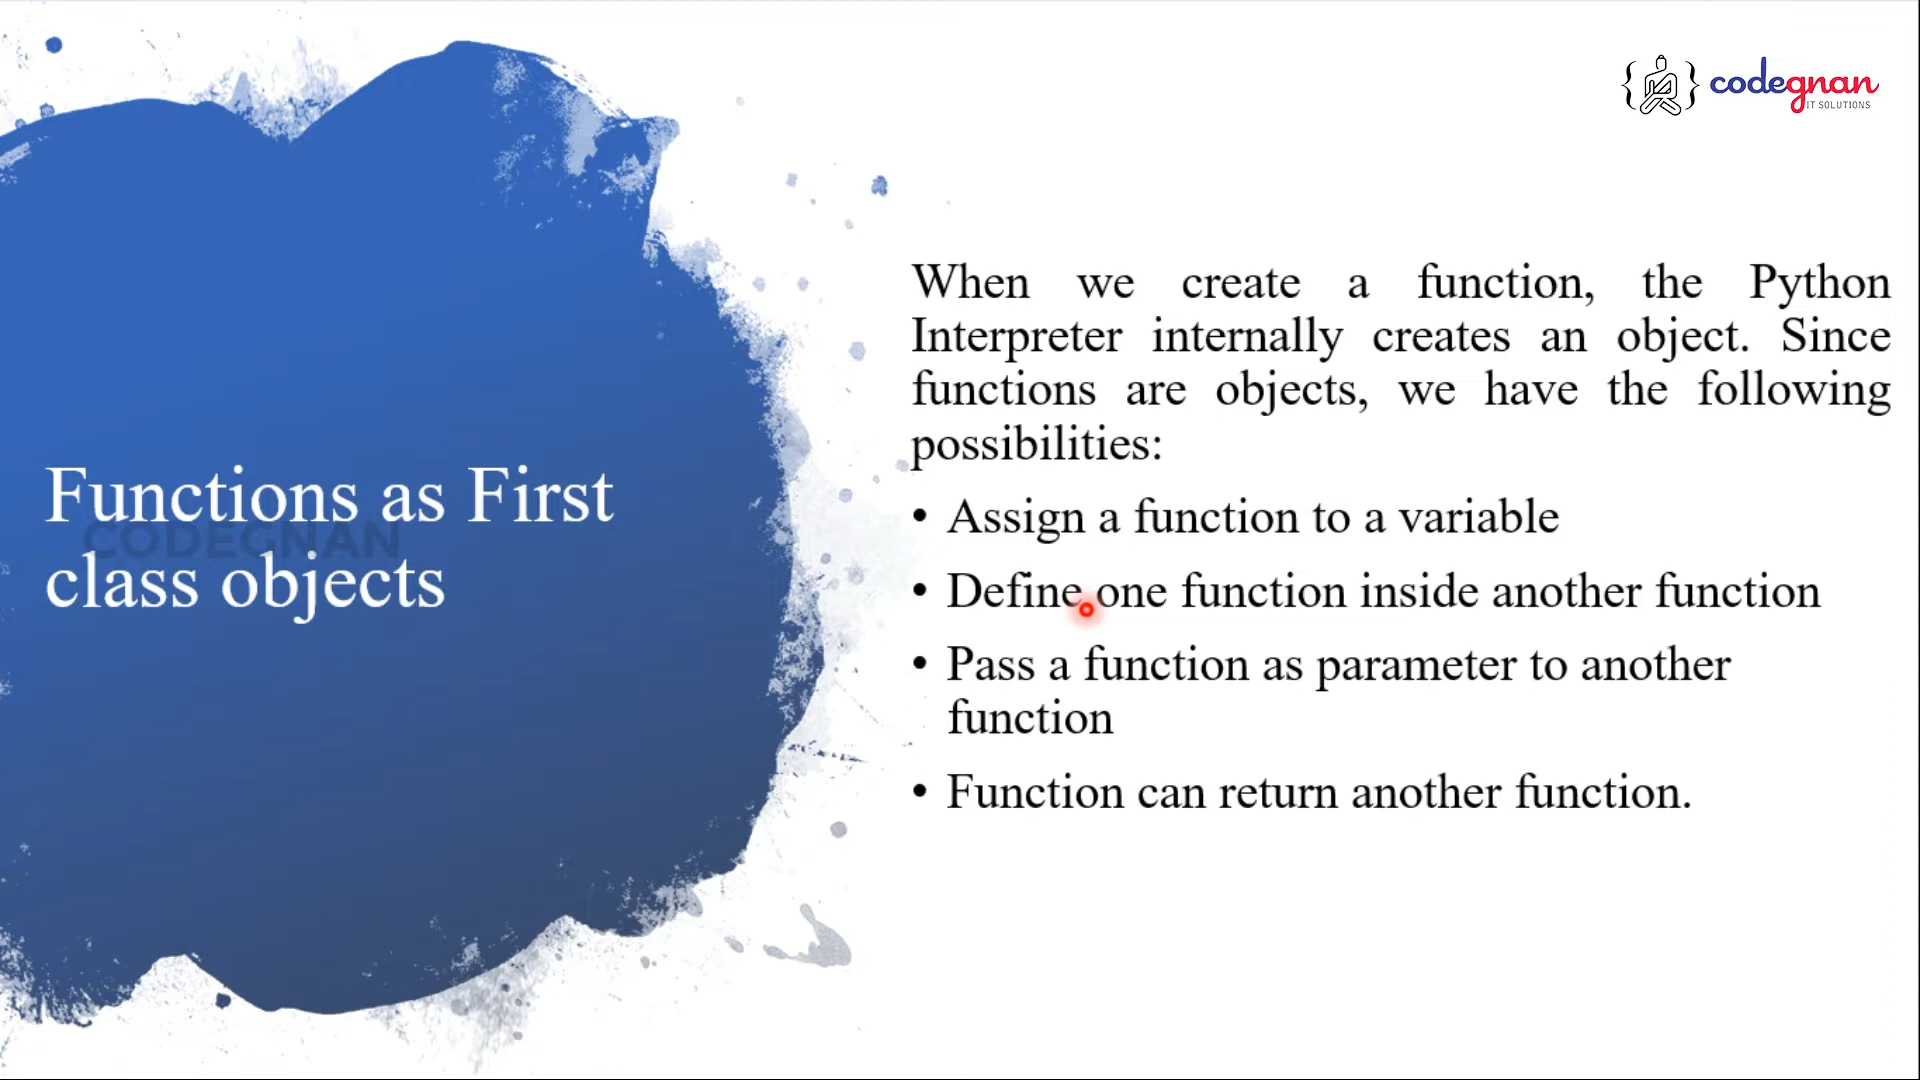 codegnan
IT SOLUTIONS
Functions as First
class objects
CODEGNAN
When we create a function, the Python
Interpreter internally creates an object. Since
functions are objects, we have the following
possibilities:
• Assign a function to a variable
• Define one function inside another function
• Pass a function as parameter to another
function
• Function can return another function.